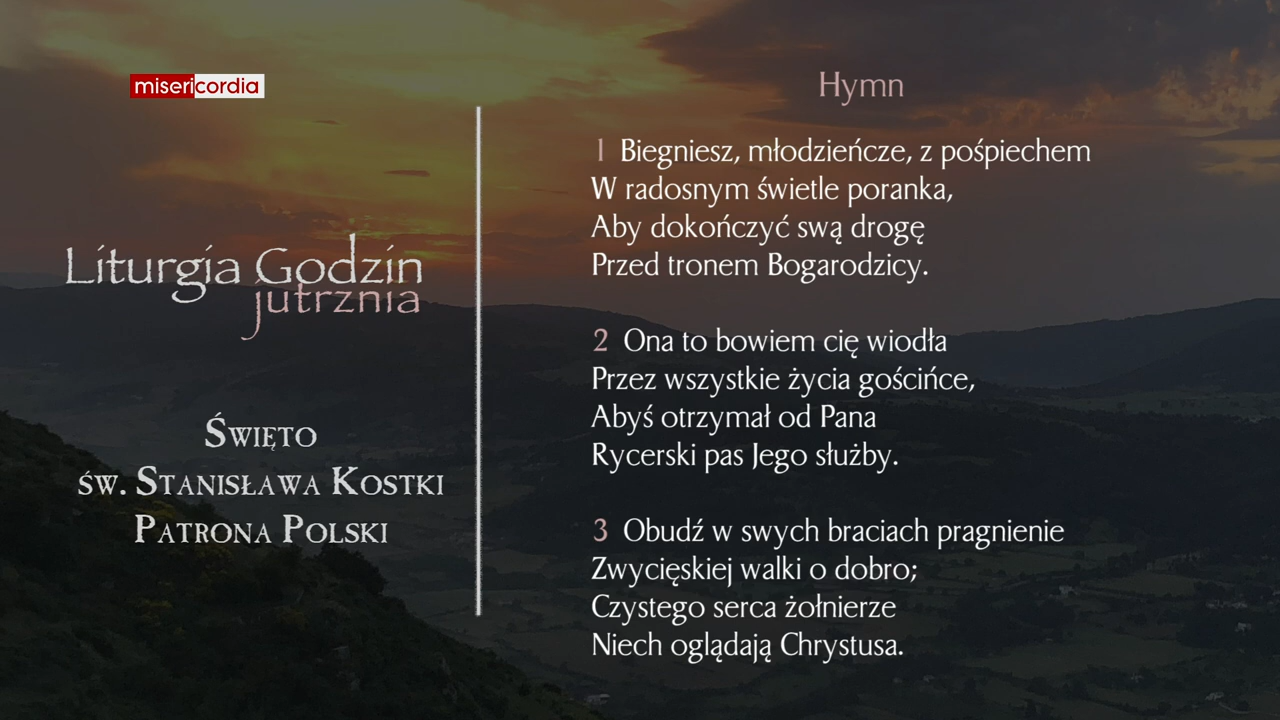 misericordia
Liturgia Godzin
jutrznia
Święto
św. Stanisława Kostki
Patrona Polski
Hymn
1 Biegniesz, młodzieńcze, z pośpiechem
W radosnym świetle poranka,
Aby dokończyć swą drogę
Przed tronem Bogarodzicy.
2 Ona to bowiem cię wiodła
Przez wszystkie życia gościńce,
Abyś otrzymał od Pana
Rycerski pas Jego służby.
3 Obudź w swych braciach pragnienie
Zwycięskiej walki o dobro;
Czystego serca żołnierze
Niech oglądają Chrystusa.